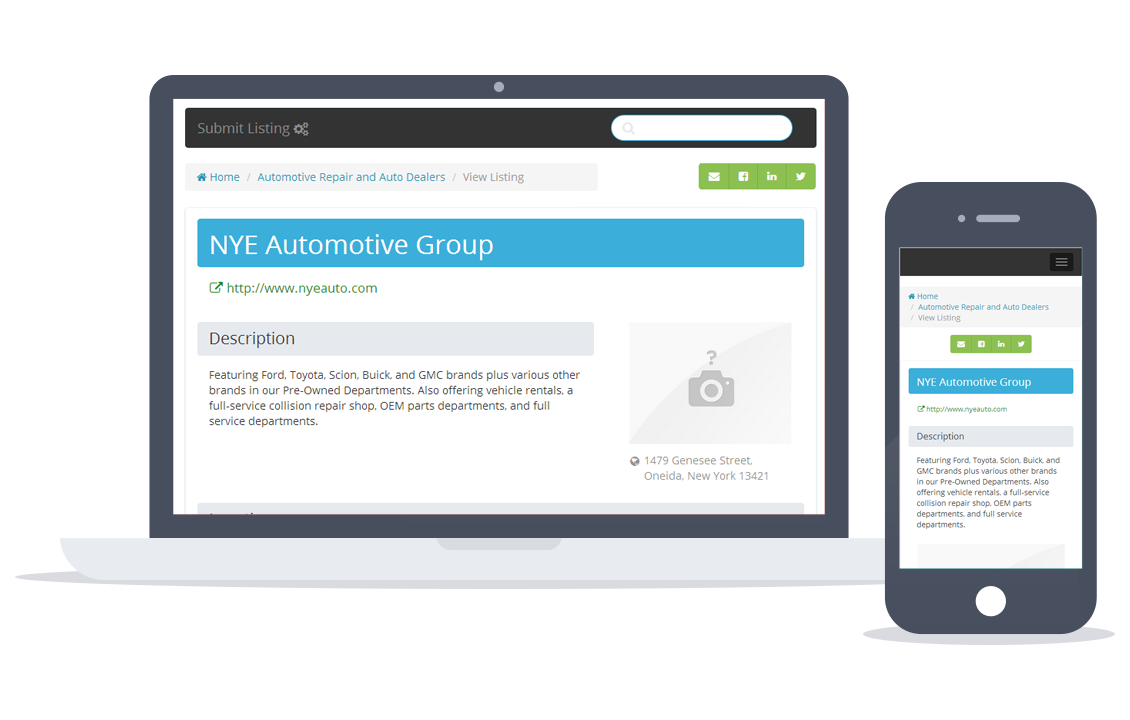 Submit Listing
Home / Automotive Repair and Auto Dealers / View Listing
NYE Automotive Group
http://www.nyeauto.com
Description
Featuring Ford, Toyota, Scion, Buick, and GMC brands plus various other
brands in our Pre-Owned Departments. Also offering vehicle rentals, a
full-service collision repair shop, OEM parts departments, and full
service departments.
?
1479 Genesee Street,
Oneida, New York 13421
Home
/ Automotive Repair and Auto Dealers
/ View Listing
NYE Automotive Group
http://www.nyeauto.com
Description
Featuring Ford, Toyota, Scion, Buick, and
GMC brands plus various other brands
in our Pre-Owned Departments. Also
offering vehicle rentals, a full-service
collision repair shop, OEM parts
departments, and full service
departments.